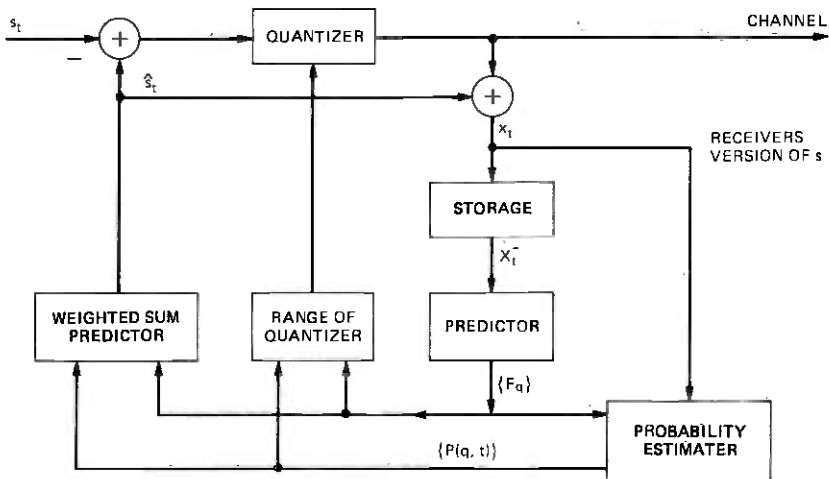 s_t
QUANTIZER
CHANNEL
+
−
ŝ_t
+
x_t
RECEIVERS
VERSION OF s
STORAGE
X_t^-
WEIGHTED SUM
PREDICTOR
RANGE OF
QUANTIZER
PREDICTOR
{F_q}
PROBABILITY
ESTIMATER
{P(q, t)}